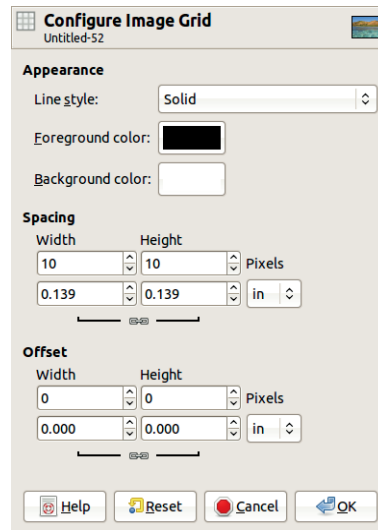 Configure Image Grid
Untitled-52
Appearance
Line style: Solid
Foreground color:
Background color:
Spacing
Width Height
10 10 Pixels
0.139 0.139 in
Offset
Width Height
0 0 Pixels
0.000 0.000 in
Help Reset Cancel OK